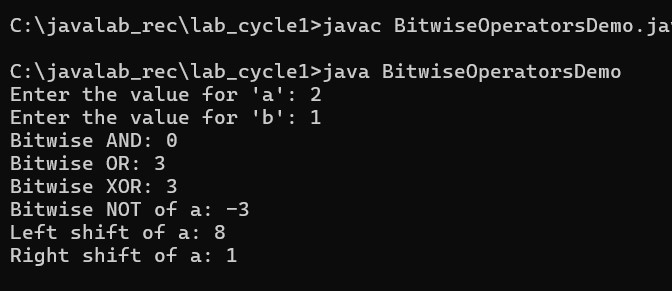 C:\javalab_rec\lab_cycle1>javac BitwiseOperatorsDemo.ja
C:\javalab_rec\lab_cycle1>java BitwiseOperatorsDemo
Enter the value for 'a': 2
Enter the value for 'b': 1
Bitwise AND: 0
Bitwise OR: 3
Bitwise XOR: 3
Bitwise NOT of a: -3
Left shift of a: 8
Right shift of a: 1